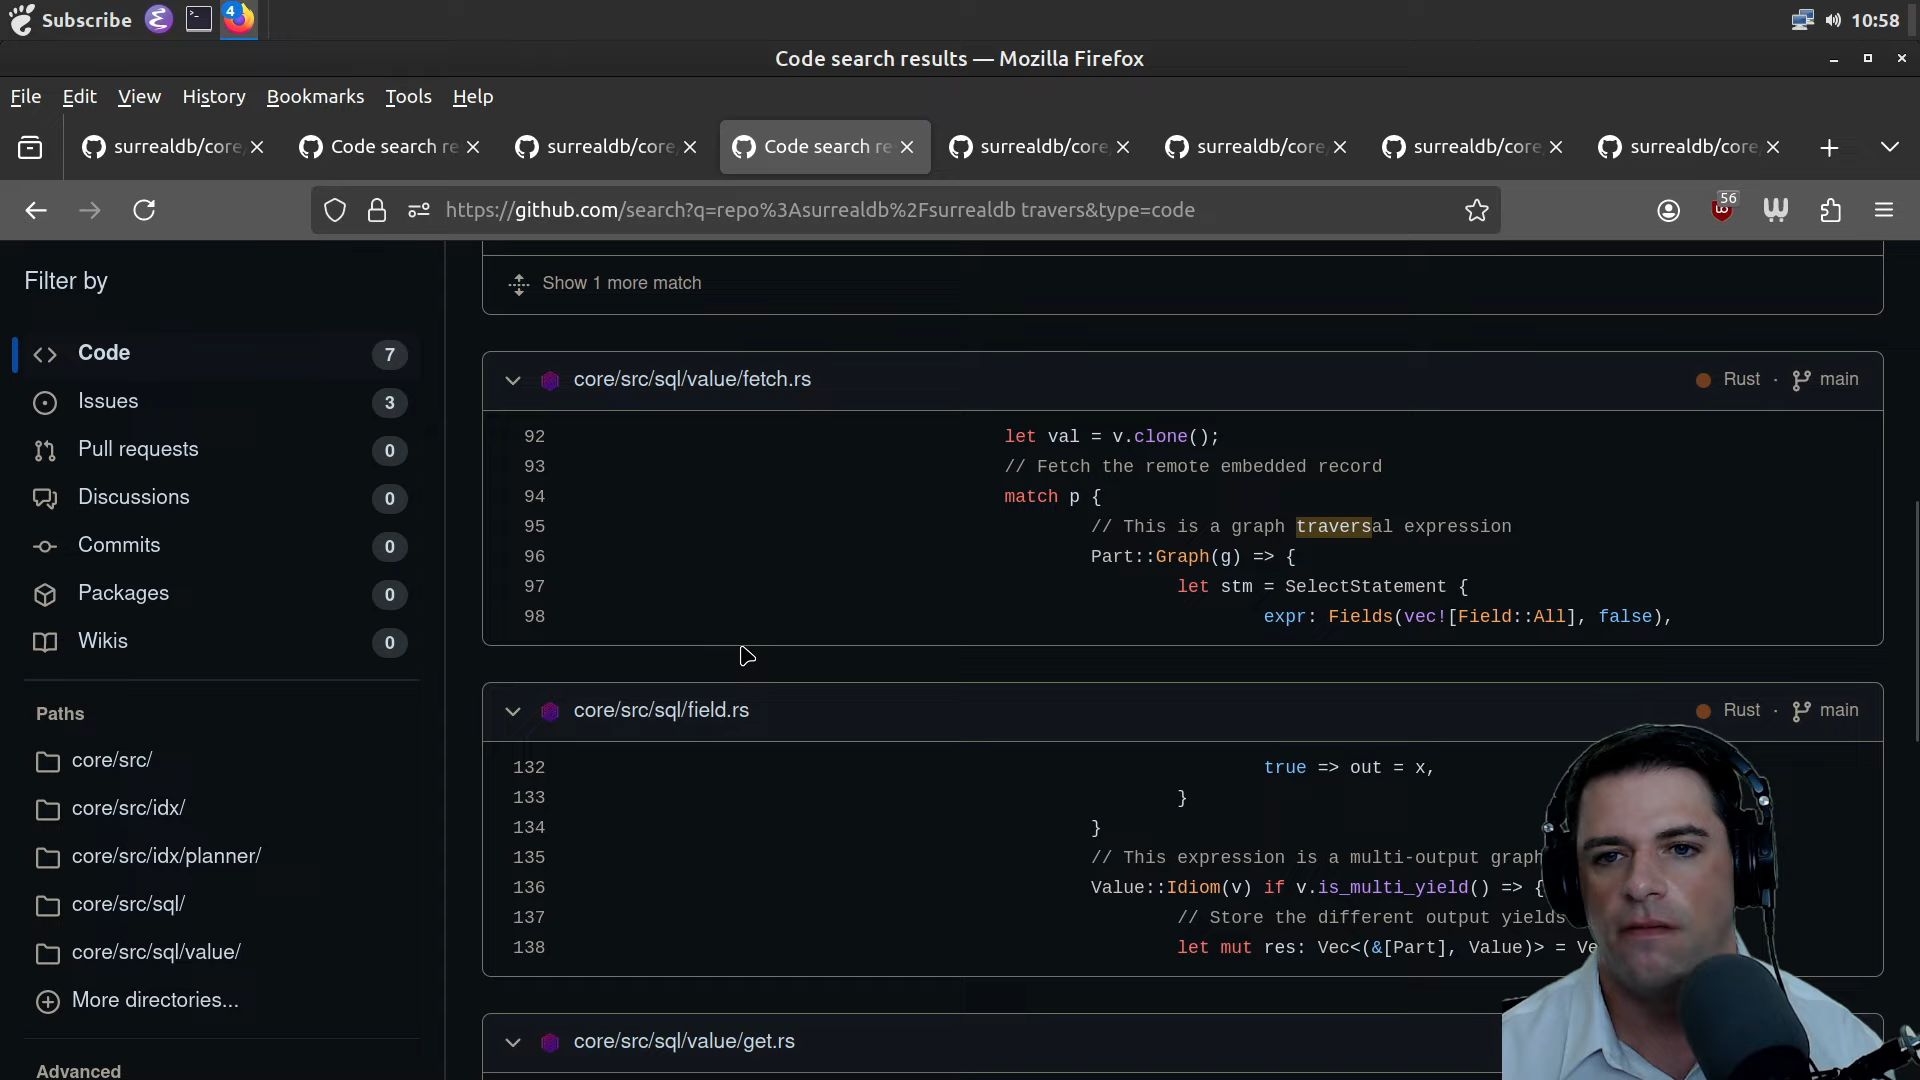 Subscribe
4
10:58
Code search results — Mozilla Firefox
File Edit View History Bookmarks Tools Help
surrealdb/core
Code search re
surrealdb/core
Code search re
surrealdb/core
surrealdb/core
surrealdb/core
surrealdb/core
https://github.com/search?q=repo%3Asurrealdb%2Fsurrealdb travers&type=code
56
Filter by
Code 7
Issues 3
Pull requests 0
Discussions 0
Commits 0
Packages 0
Wikis 0
Paths
core/src/
core/src/idx/
core/src/idx/planner/
core/src/sql/
core/src/sql/value/
More directories...
Advanced
Show 1 more match
core/src/sql/value/fetch.rs
Rust · main
92 let val = v.clone();
93 // Fetch the remote embedded record
94 match p {
95 // This is a graph traversal expression
96 Part::Graph(g) => {
97 let stm = SelectStatement {
98 expr: Fields(vec![Field::All], false),
core/src/sql/field.rs
Rust · main
132 true => out = x,
133 }
134 }
135 // This expression is a multi-output graph
136 Value::Idiom(v) if v.is_multi_yield() => {
137 // Store the different output yields
138 let mut res: Vec<(&[Part], Value)> = Ve
core/src/sql/value/get.rs